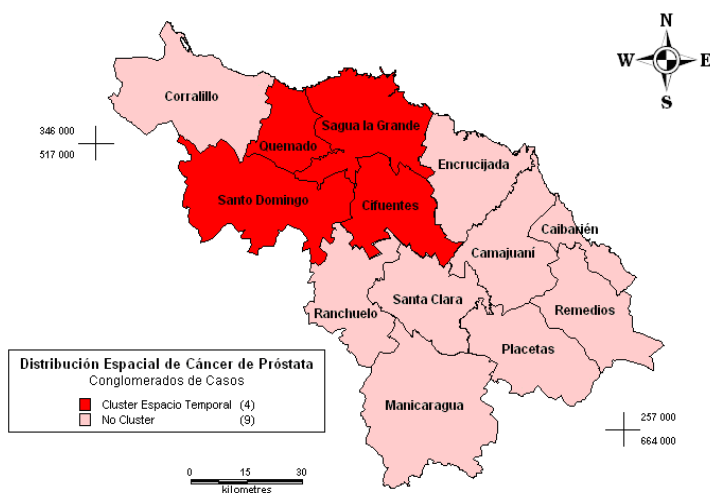 N
W E
S
Corralillo
Sagua la Grande
346 000
517 000
Quemado
Encrucijada
Santo Domingo
Cifuentes
Caibarién
Camajuaní
Santa Clara
Ranchuelo
Remedios
Placetas
Manicaragua
Distribución Espacial de Cáncer de Próstata
Conglomerados de Casos
Cluster Espacio Temporal (4)
No Cluster (9)
257 000
664 000
0 15 30
kilometres